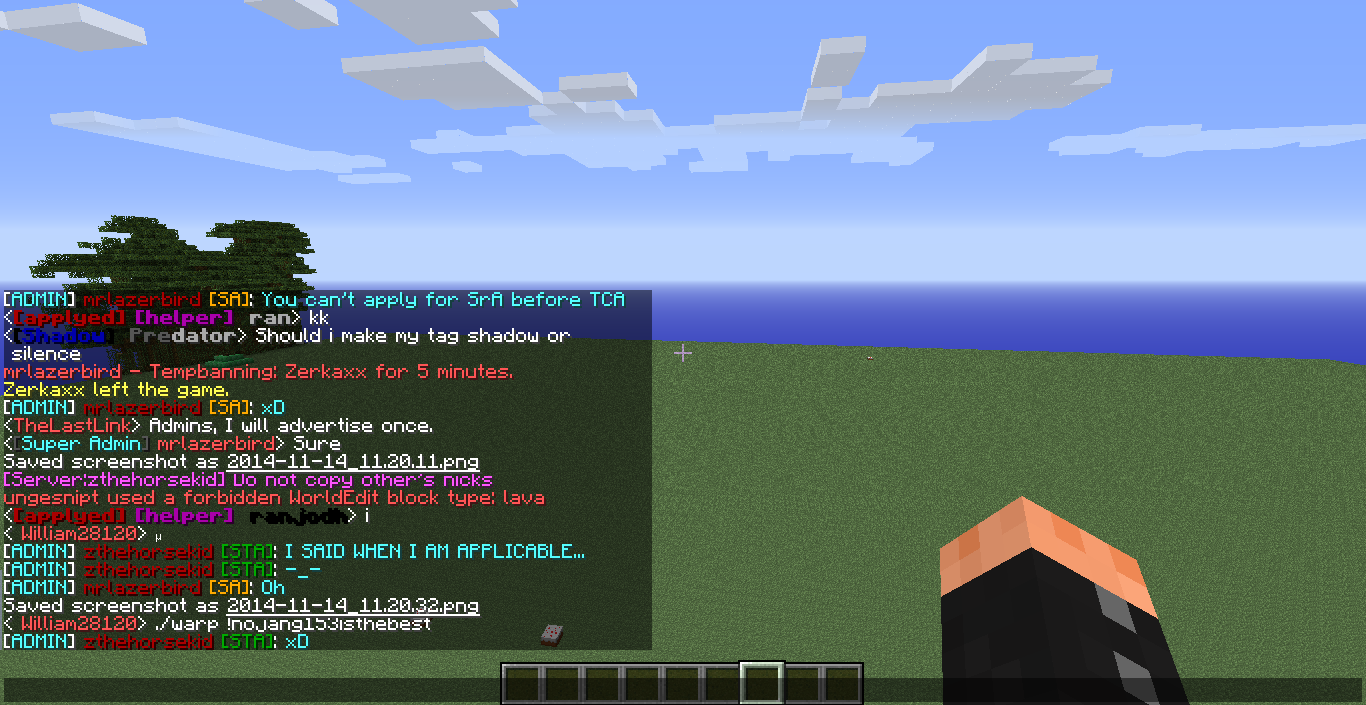 [ADMIN] mrlazerbird [SA]: You can't apply for SrA before TCA
<[applyed] [helper] ran> kk
<[Shadow] Predator> Should i make my tag shadow or
silence
mrlazerbird - Tempbanning: Zerkaxx for 5 minutes.
Zerkaxx left the game.
[ADMIN] mrlazerbird [SA]: xD
<TheLastLink> Admins, I will advertise once.
<[Super Admin] mrlazerbird> Sure
Saved screenshot as 2014-11-14_11.20.11.png
[Server:zthehorsekid] Do not copy other's nicks
ungesnipt used a forbidden WorldEdit block type: lava
<[applyed] [helper] ran.jodh> i
< William28120> µ
[ADMIN] zthehorsekid [STA]: I SAID WHEN I AM APPLICABLE...
[ADMIN] zthehorsekid [STA]: -_-
[ADMIN] mrlazerbird [SA]: Oh
Saved screenshot as 2014-11-14_11.20.32.png
< William28120> ./warp !nojang153isthebest
[ADMIN] zthehorsekid [STA]: xD